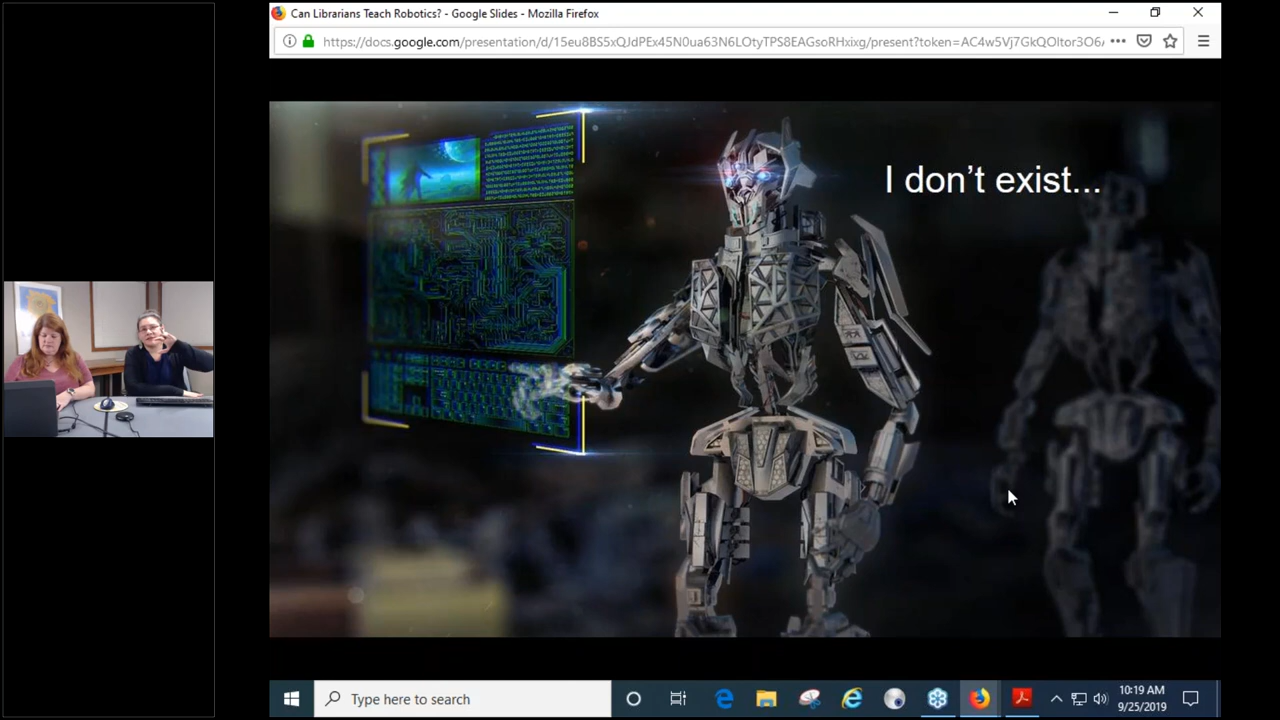 Can Librarians Teach Robotics? - Google Slides - Mozilla Firefox
https://docs.google.com/presentation/d/15eu8BS5xQJdPEx45N0ua63N6LOtyTPS8EAGsoRHxixg/present?token=AC4w5Vj7GkQOltor3O6
I don’t exist...
Type here to search
10:19 AM
9/25/2019